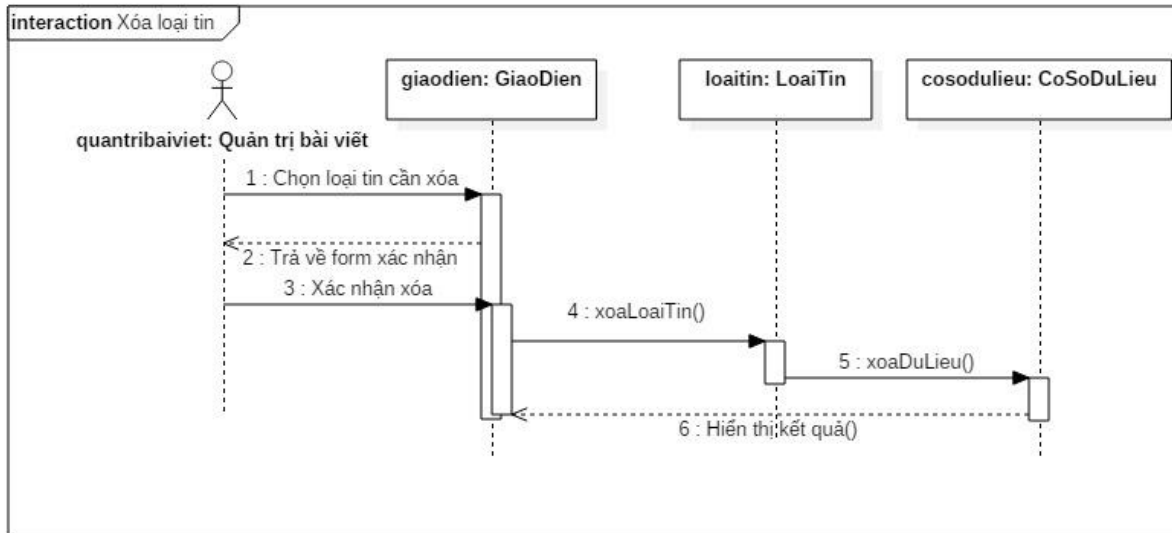 interaction Xóa loại tin
giaodien: GiaoDien
loaitin: LoaiTin
cosodulieu: CoSoDuLieu
quantribaiviet: Quản trị bài viết
1 : Chọn loại tin cần xóa
2 : Trả về form xác nhận
3 : Xác nhận xóa
4 : xoaLoaiTin()
5 : xoaDuLieu()
6 : Hiển thị kết quả()